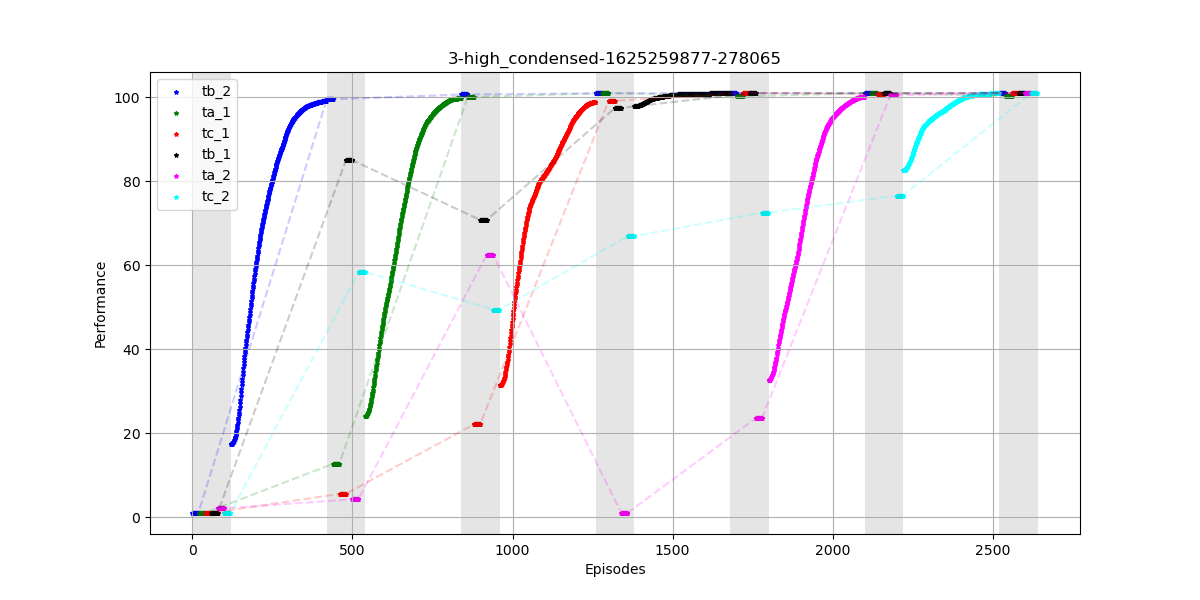 3-high_condensed-1625259877-278065
tb_2
ta_1
tc_1
tb_1
ta_2
tc_2
100
80
60
40
20
0
Performance
0 500 1000 1500 2000 2500
Episodes